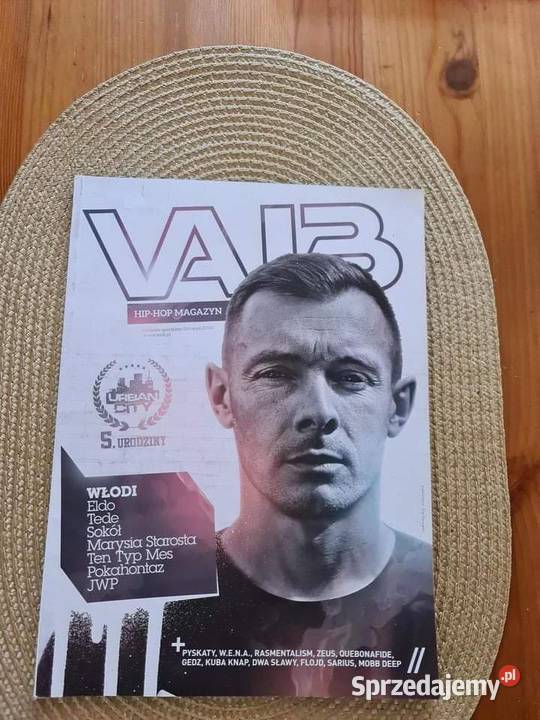 VAIB
HIP-HOP MAGAZYN
URBAN
CITY
5. URODZINY
WŁODI
Eldo
Tede
Sokół
Marysia Starosta
Ten Typ Mes
Pokahontaz
JWP
+ PYSKATY, W.E.N.A., RASMENTALISM, ZEUS, QUEBONAFIDE,
GEDZ, KUBA KNAP, DWA SŁAWY, FLOJD, SARIUS, MOBB DEEP //
Sprzedajemy.pl